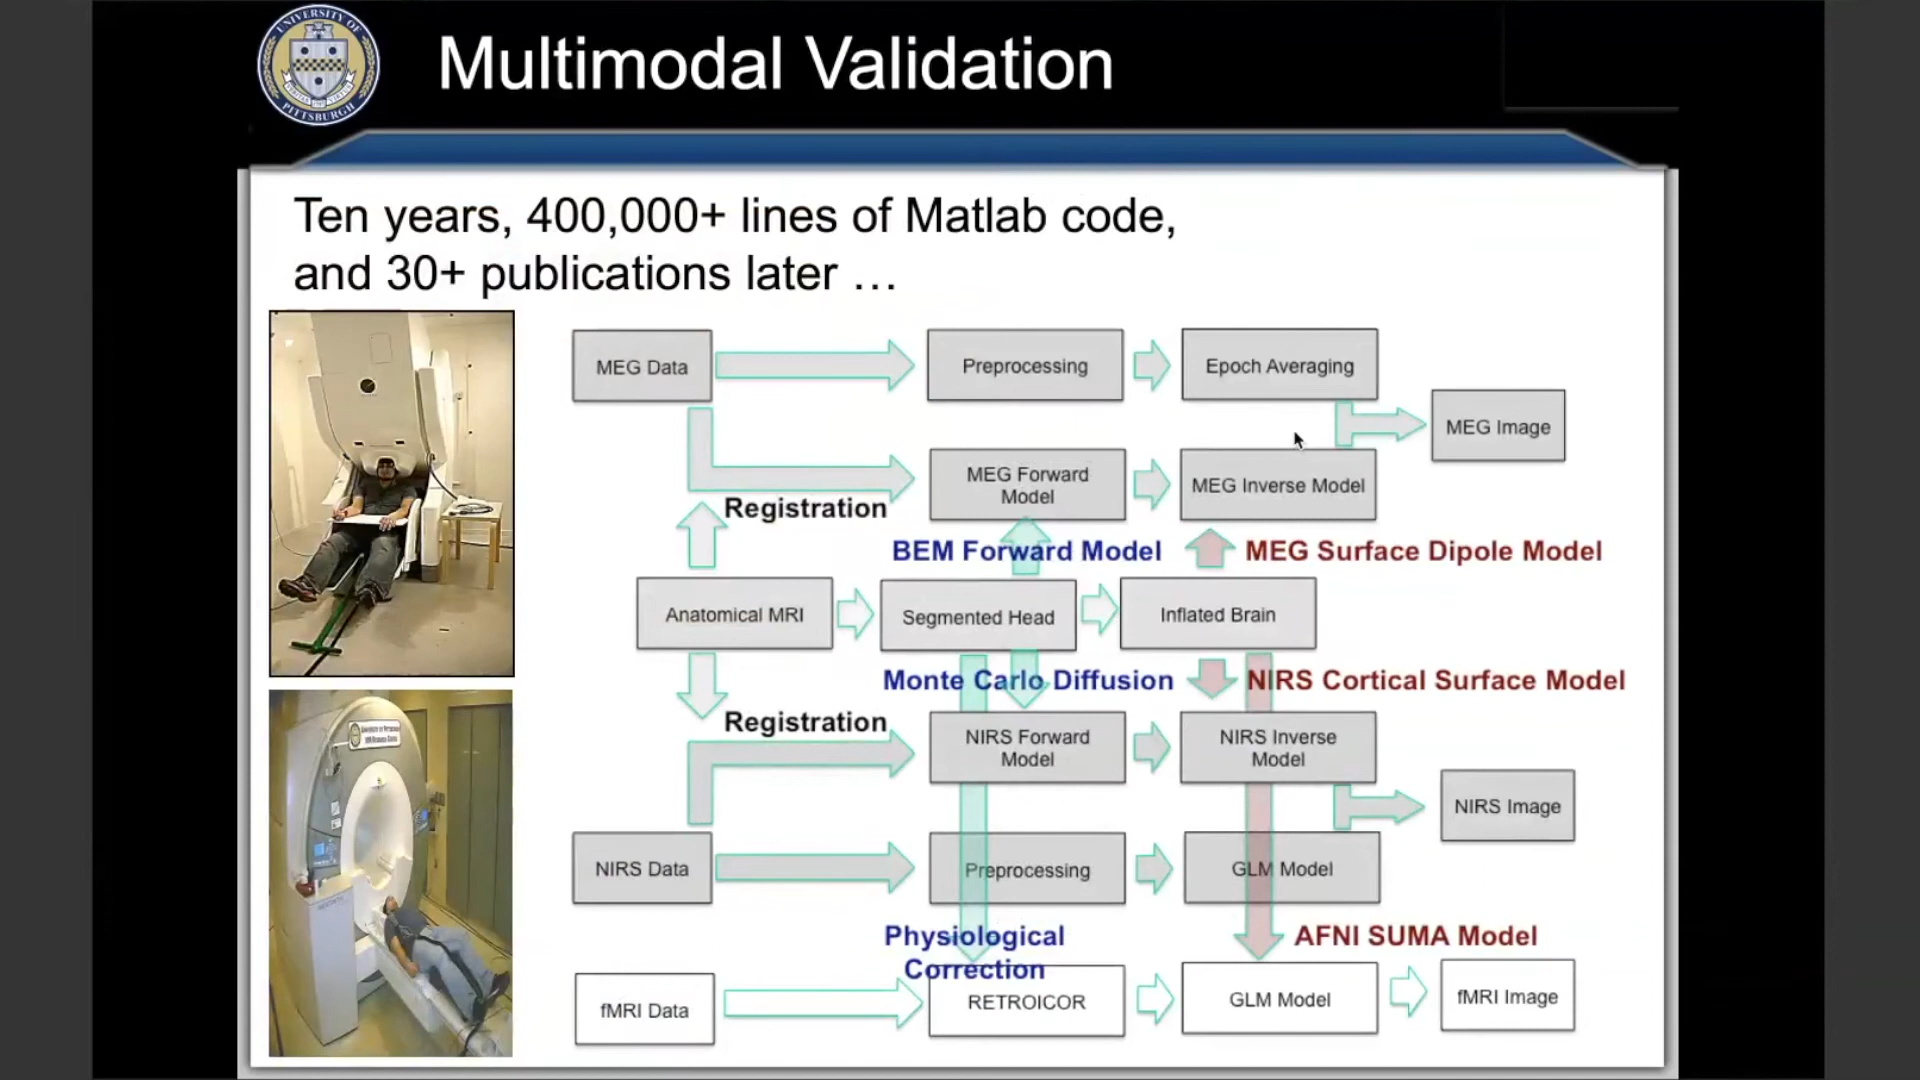 UNIVERSITY OF
PITTSBURGH
Multimodal Validation
Ten years, 400,000+ lines of Matlab code,
and 30+ publications later …
MEG Data
Preprocessing
Epoch Averaging
MEG Image
MEG Forward
Model
MEG Inverse Model
Registration
BEM Forward Model
MEG Surface Dipole Model
Anatomical MRI
Segmented Head
Inflated Brain
Monte Carlo Diffusion
NIRS Cortical Surface Model
Registration
NIRS Forward
Model
NIRS Inverse
Model
NIRS Image
NIRS Data
Preprocessing
GLM Model
Physiological
Correction
AFNI SUMA Model
fMRI Data
RETROICOR
GLM Model
fMRI Image